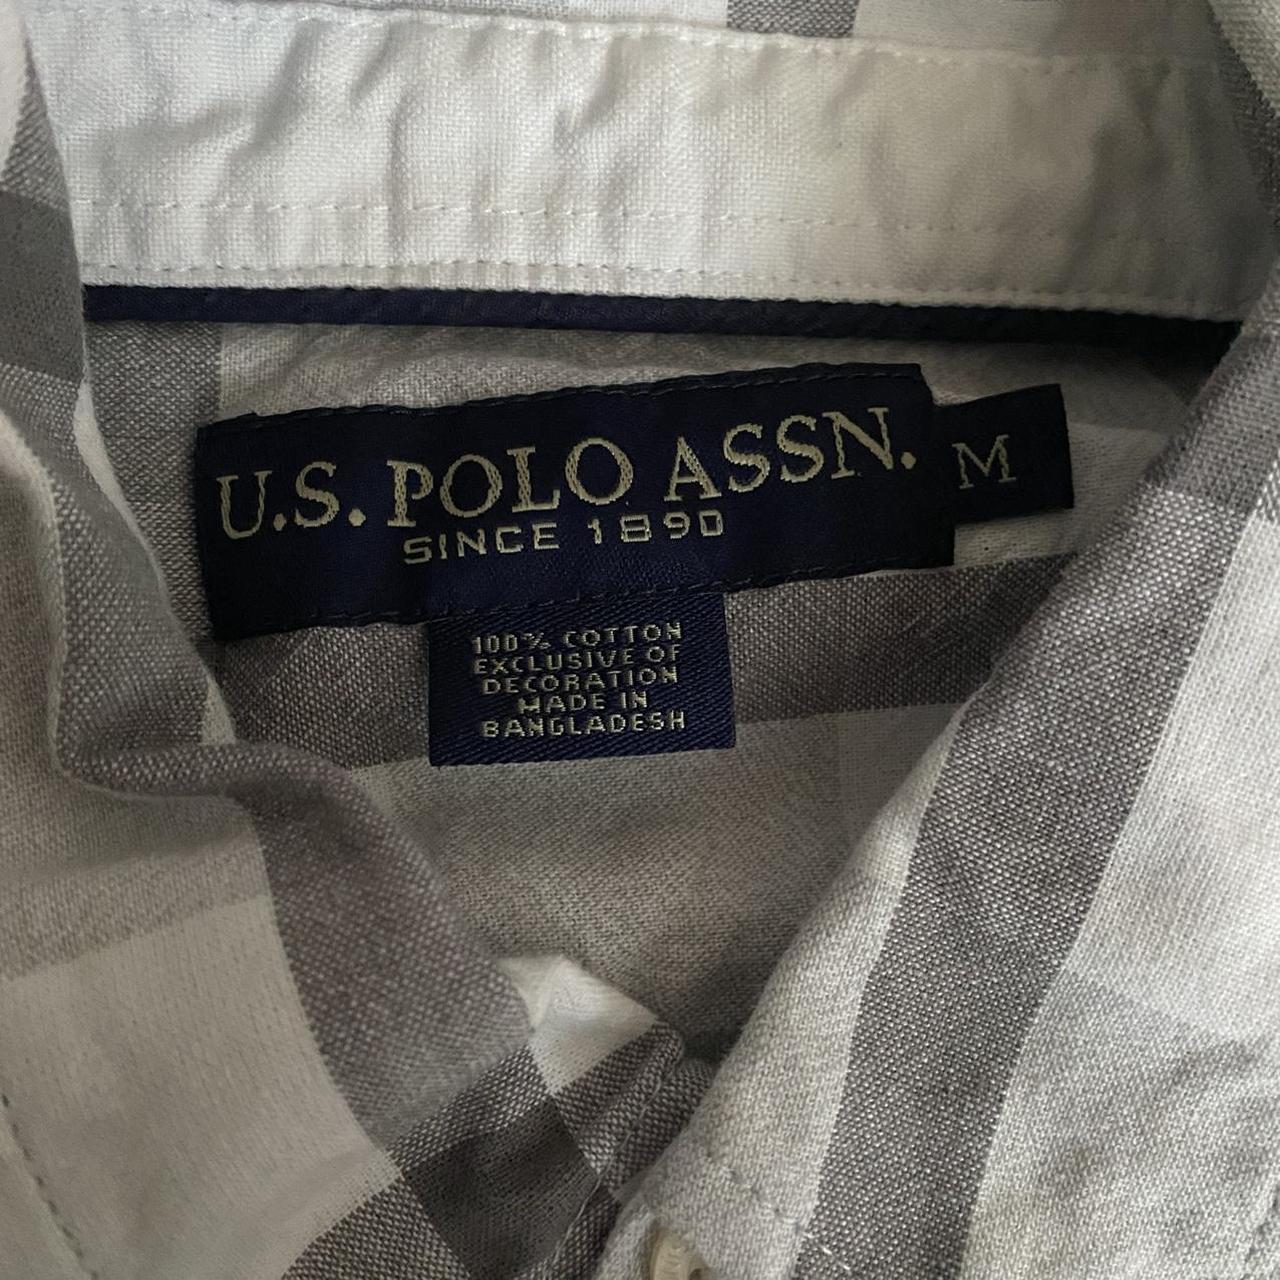 U.S. POLO ASSN. M
SINCE 1890
100% COTTON
EXCLUSIVE OF
DECORATION
MADE IN
BANGLADESH